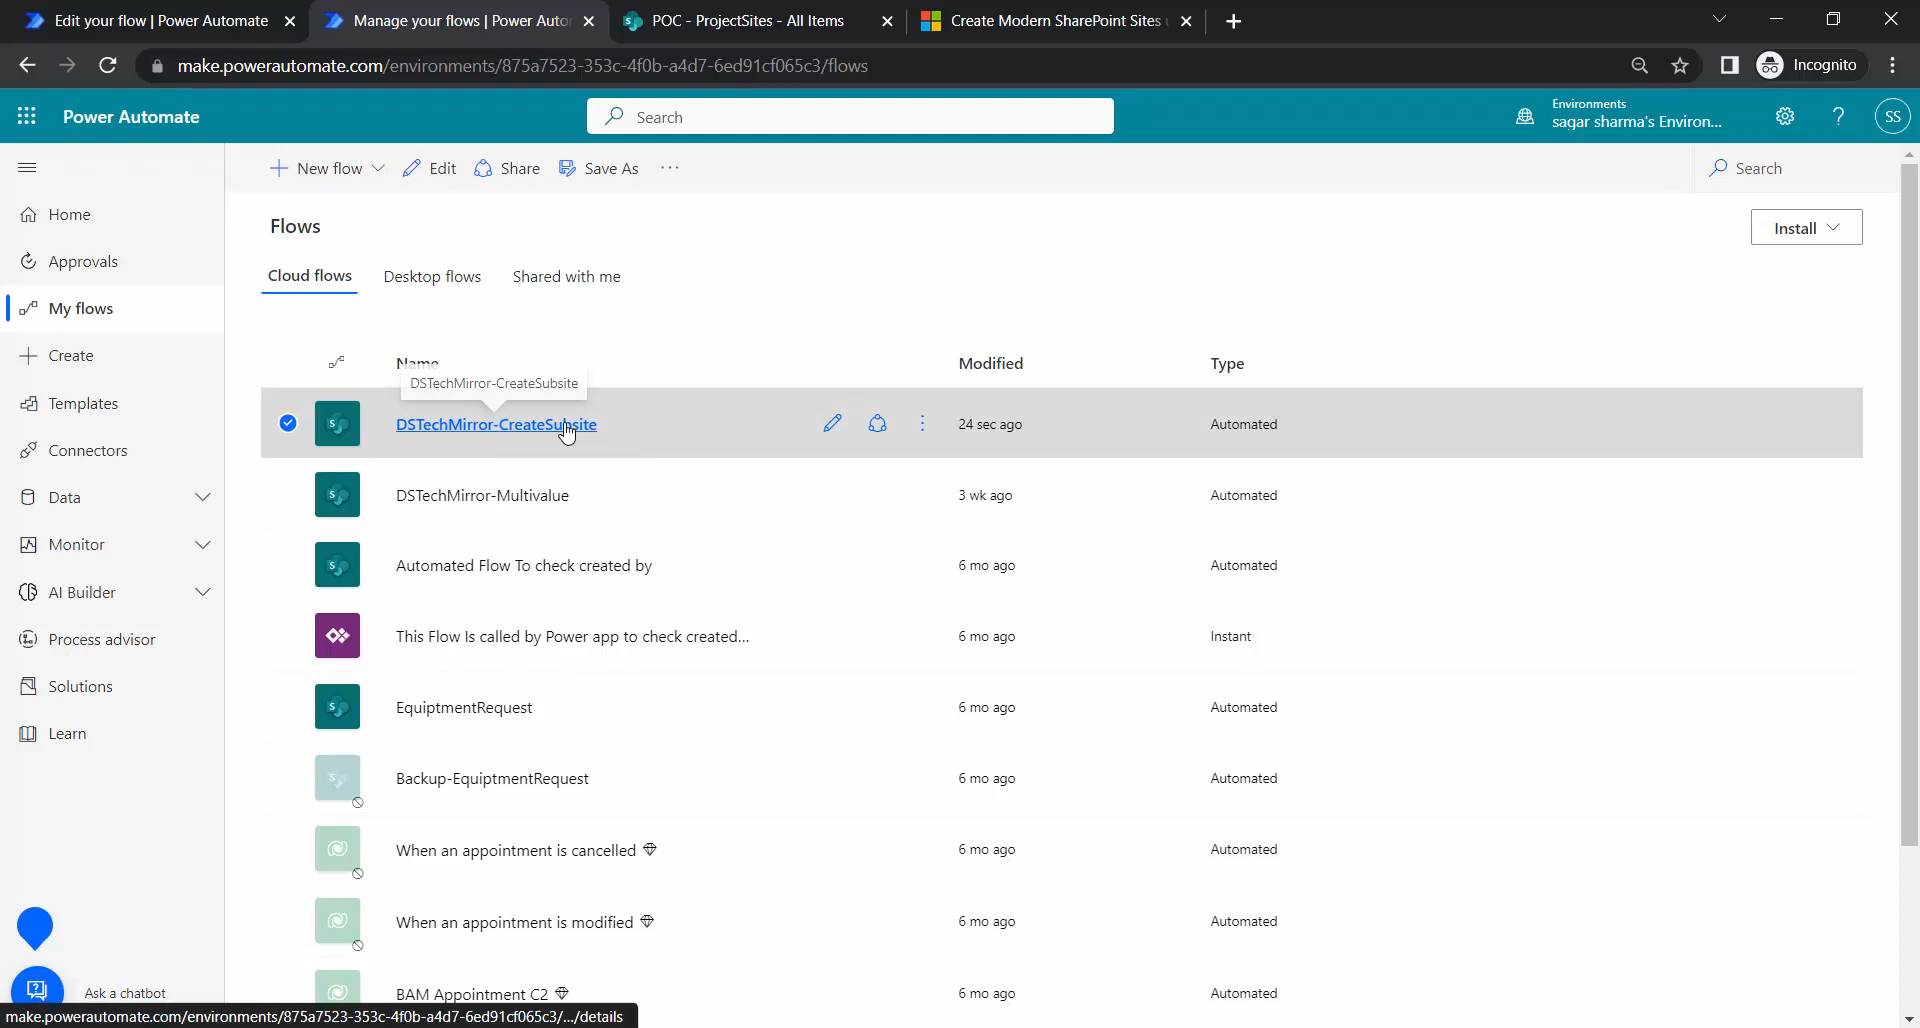 Edit your flow | Power Automate
Manage your flows | Power Auto
POC - ProjectSites - All Items
Create Modern SharePoint Sites
make.powerautomate.com/environments/875a7523-353c-4f0b-a4d7-6ed91cf065c3/flows
Incognito
Power Automate
Search
Environments
sagar sharma's Environ...
?
SS
New flow
Edit
Share
Save As
...
Search
Home
Approvals
My flows
Create
Templates
Connectors
Data
Monitor
AI Builder
Process advisor
Solutions
Learn
Ask a chatbot
Flows
Install
Cloud flows
Desktop flows
Shared with me
Name
Modified
Type
DSTechMirror-CreateSubsite
DSTechMirror-CreateSubsite
24 sec ago
Automated
DSTechMirror-Multivalue
3 wk ago
Automated
Automated Flow To check created by
6 mo ago
Automated
This Flow Is called by Power app to check created...
6 mo ago
Instant
EquiptmentRequest
6 mo ago
Automated
Backup-EquiptmentRequest
6 mo ago
Automated
When an appointment is cancelled
6 mo ago
Automated
When an appointment is modified
6 mo ago
Automated
BAM Appointment C2
6 mo ago
Automated
make.powerautomate.com/environments/875a7523-353c-4f0b-a4d7-6ed91cf065c3/.../details